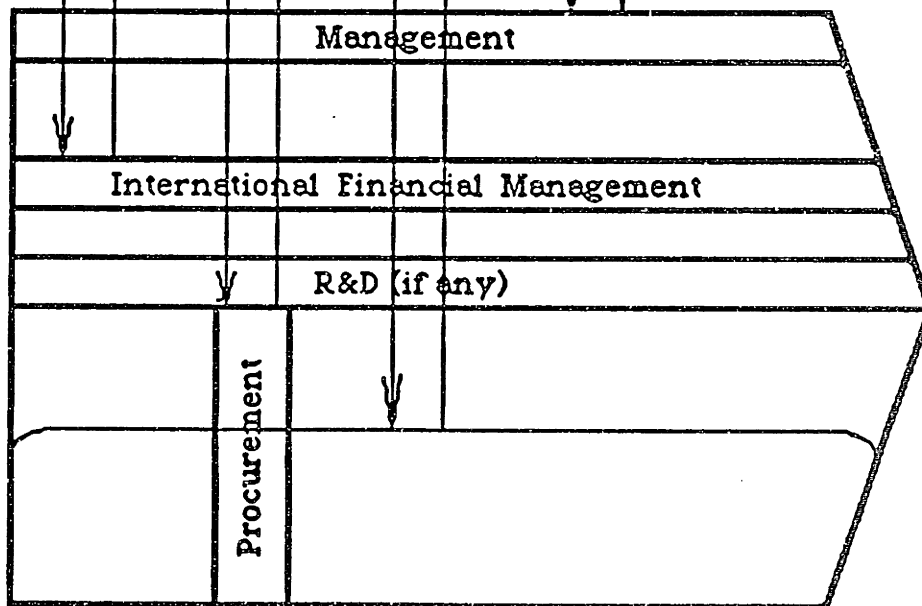 Management
International Financial Management
R&D (if any)
Procurement